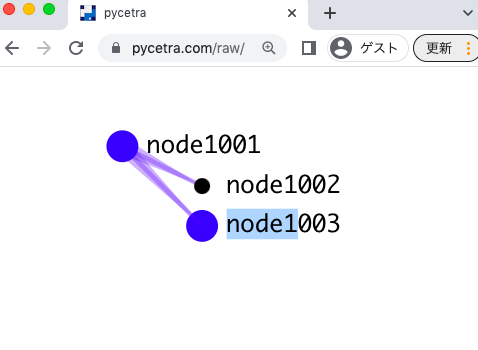 pycetra
pycetra.com/raw/
ゲスト
更新
node1001
node1002
node1003